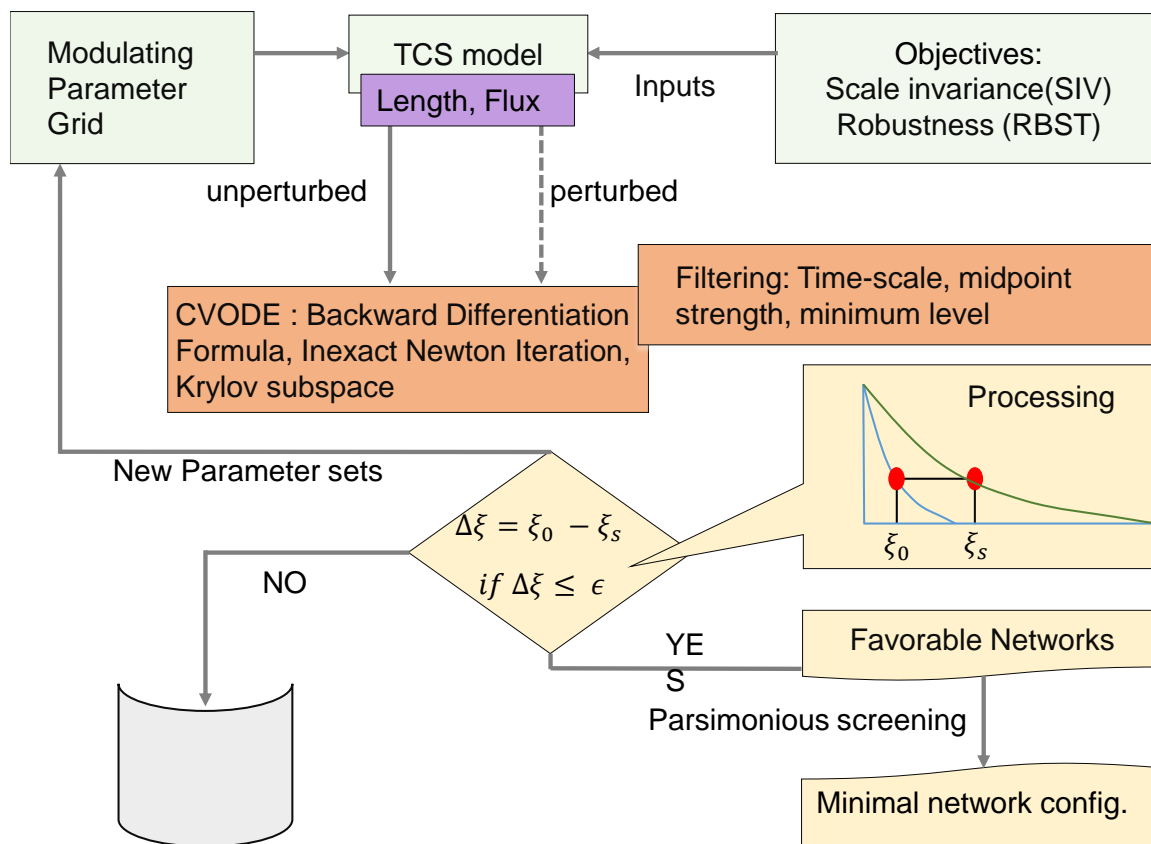 Modulating
Parameter
Grid
TCS model
Length, Flux
Inputs
Objectives:
Scale invariance(SIV)
Robustness (RBST)
unperturbed
perturbed
Filtering: Time-scale, midpoint
strength, minimum level
CVODE : Backward Differentiation
Formula, Inexact Newton Iteration,
Krylov subspace
Processing
ξ₀
ξₛ
New Parameter sets
Δξ = ξ₀ − ξₛ
if Δξ ≤ ϵ
NO
YE
S
Favorable Networks
Parsimonious screening
Minimal network config.